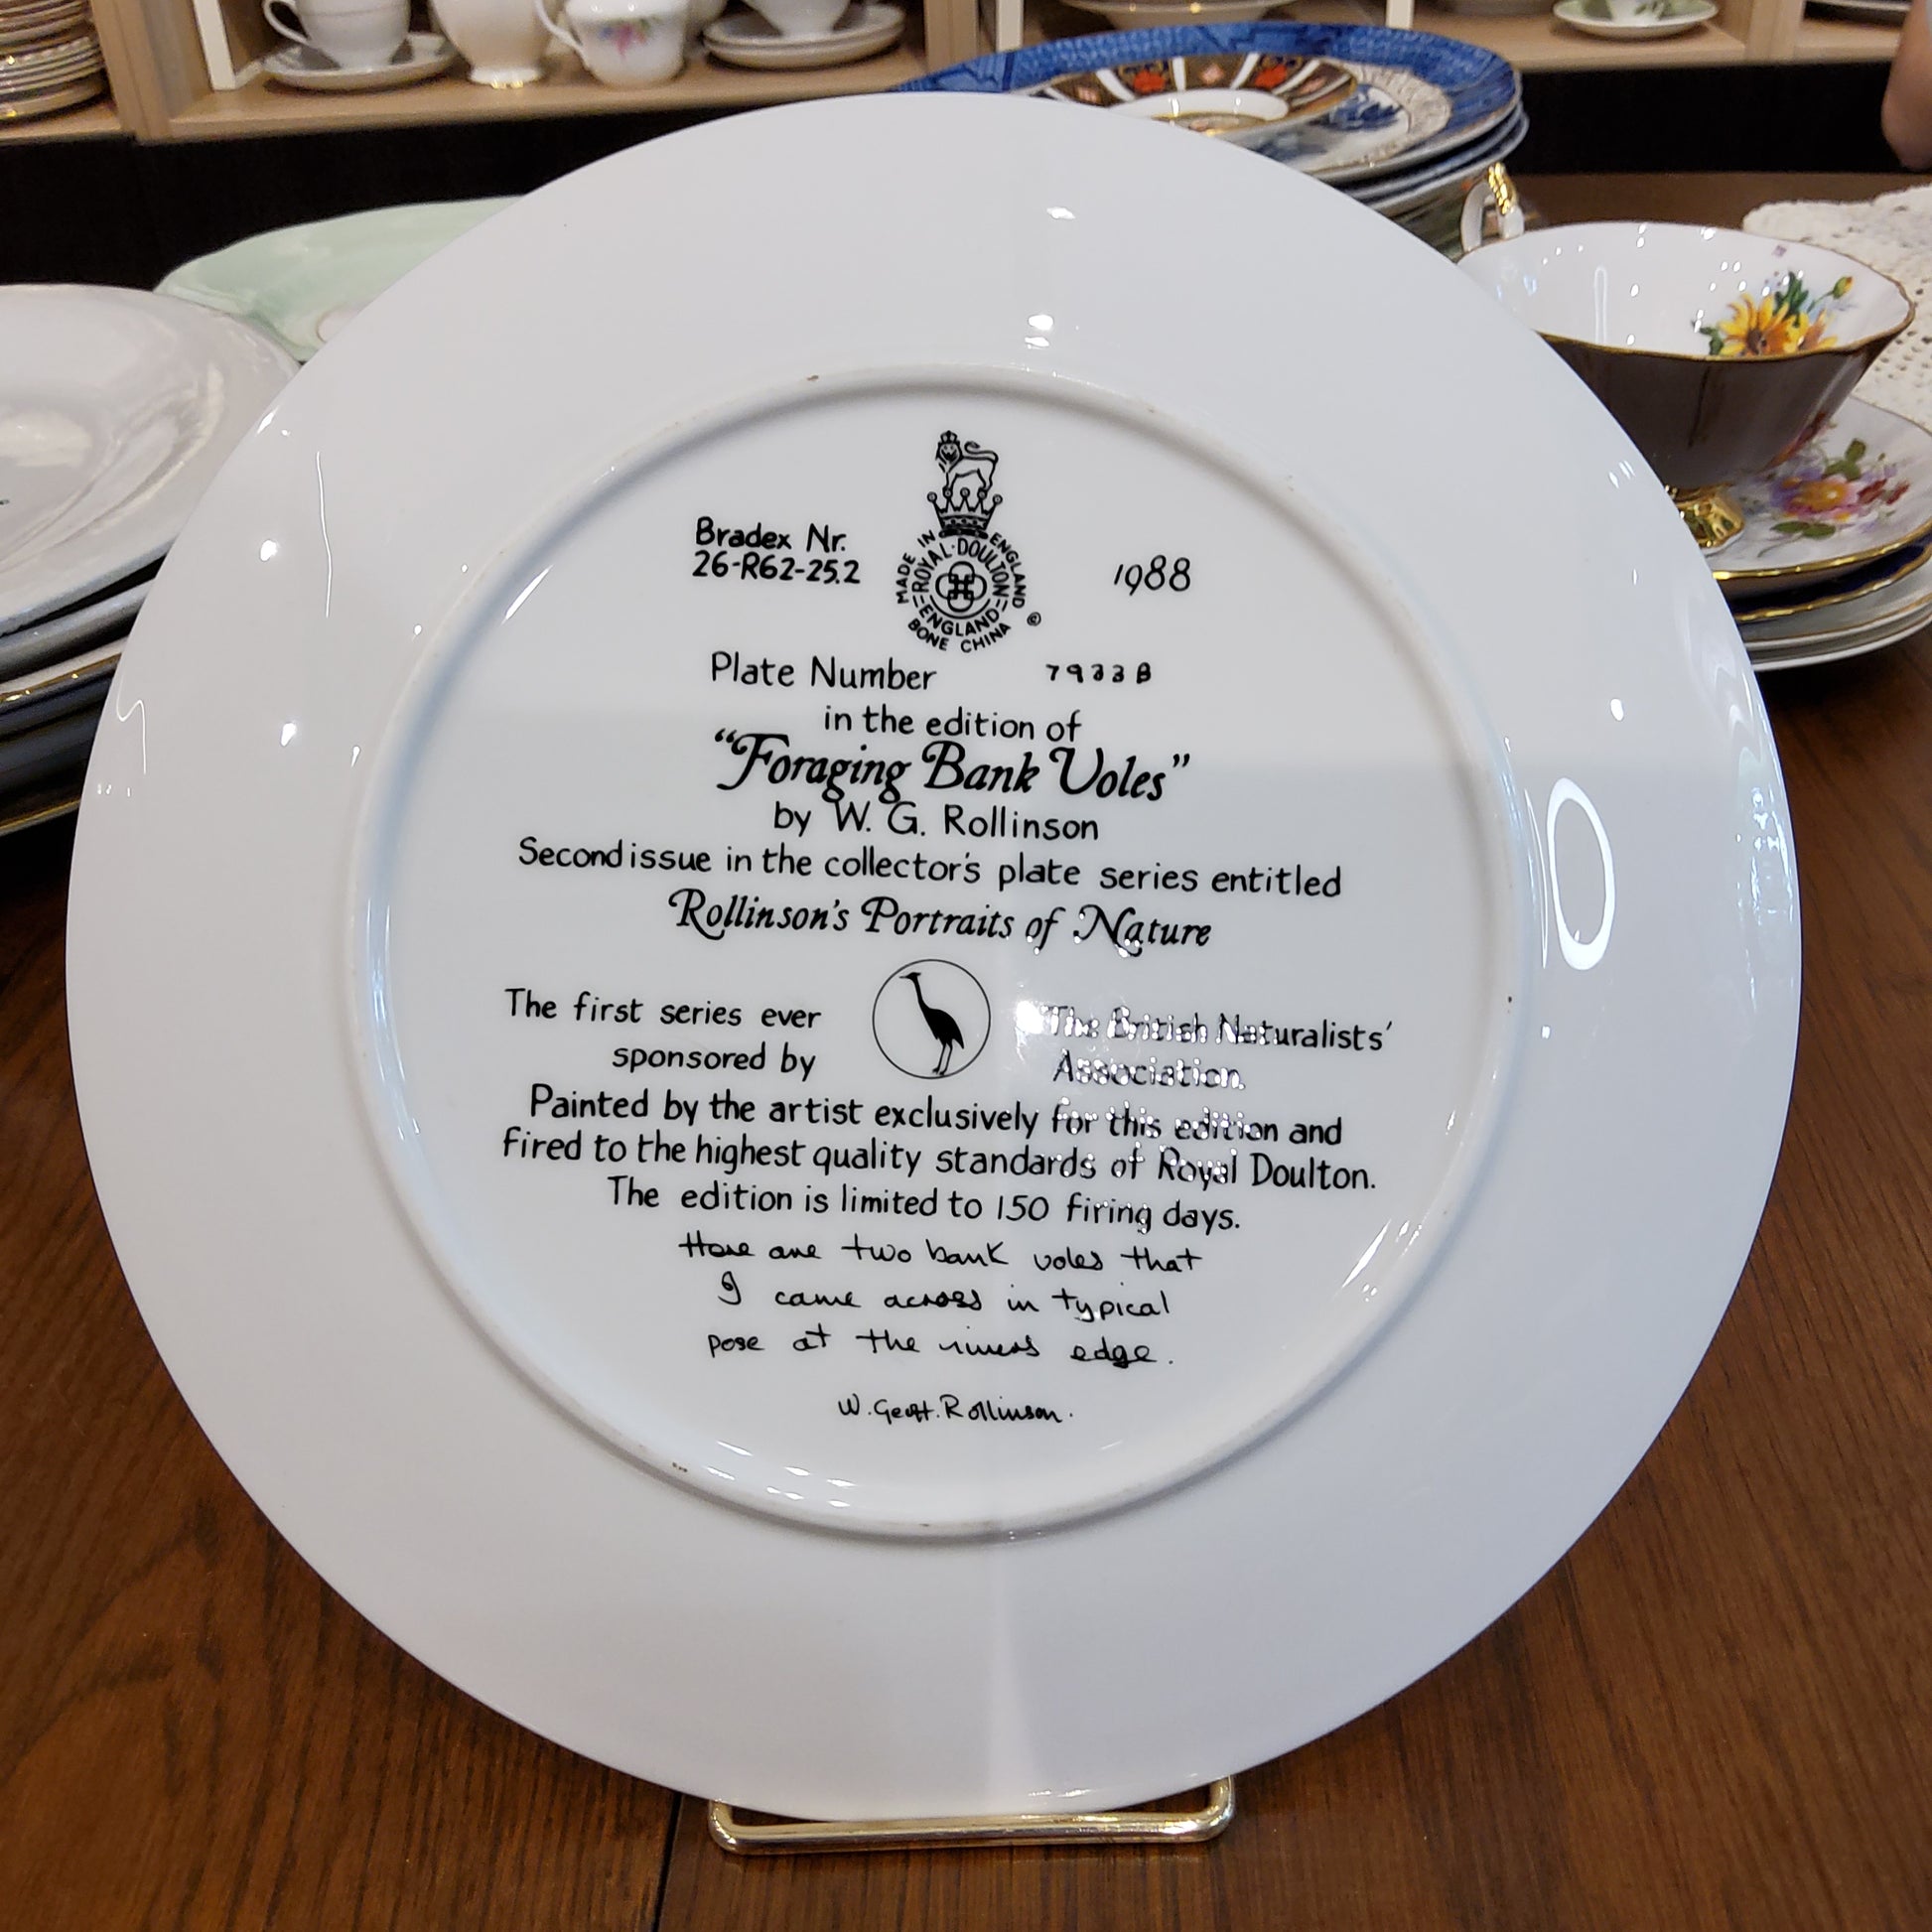 Bradex Nr.
26-R62-25.2
MADE IN ENGLAND
ROYAL DOULTON
ENGLAND
BONE CHINA
©
1988
Plate Number 7933B
in the edition of
"Foraging Bank Voles"
by W. G. Rollinson
Second issue in the collector's plate series entitled
Rollinson's Portraits of Nature
The first series ever
sponsored by
The British Naturalists'
Association.
Painted by the artist exclusively for this edition and
fired to the highest quality standards of Royal Doulton.
The edition is limited to 150 firing days.
Here are two bank voles that
I came across in typical
pose at the rivers edge.
W. Geoff. Rollinson.